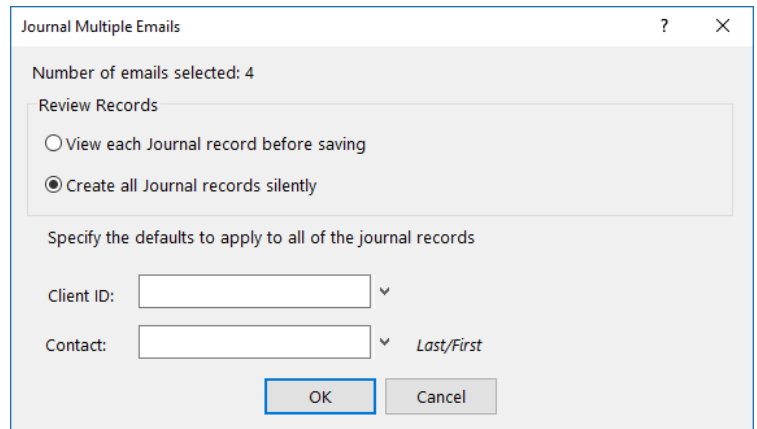 Journal Multiple Emails ? X
Number of emails selected: 4
Review Records
View each Journal record before saving
Create all Journal records silently
Specify the defaults to apply to all of the journal records
Client ID:
Contact: Last/First
OK Cancel